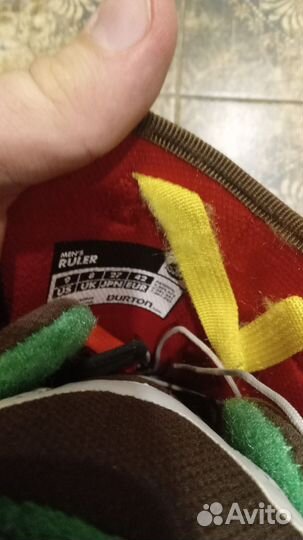 MEN'S
RULER
9 8 27 42
US UK JPN EUR
BURTON
Avito